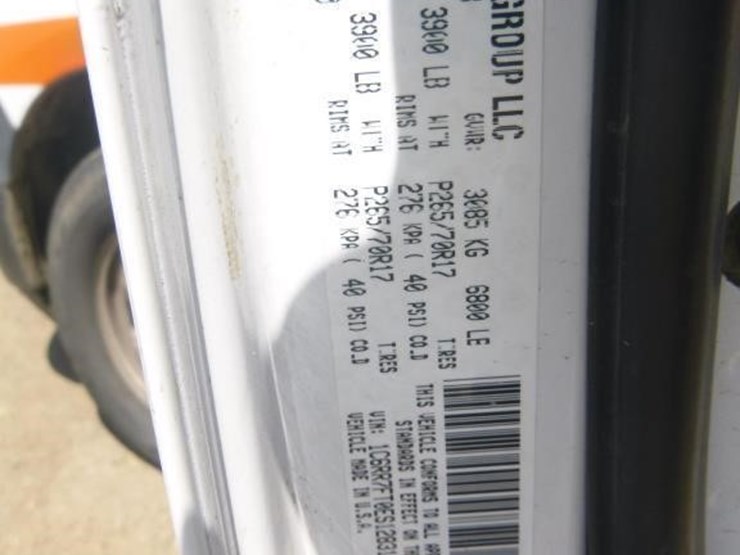 GROUP LLC
GVWR: 3085 KG 6800 LB
3900 LB WITH P265/70R17 TIRES
RIMS AT 276 KPA ( 40 PSI) COLD
3900 LB WITH P265/70R17 TIRES
RIMS AT 276 KPA ( 40 PSI) COLD
THIS VEHICLE CONFORMS TO ALL
STANDARDS IN EFFECT ON
VIN:
VEHICLE MADE IN U.S.A.